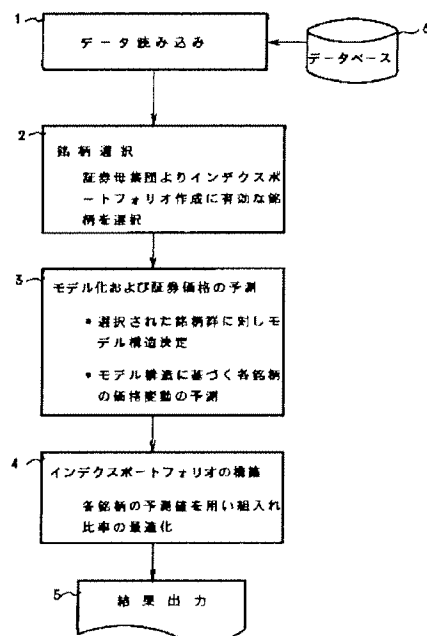 1
データ読み込み
6
データベース
2
銘柄選択
証券母集団よりインデクスポ
ートフォリオ作成に有効な銘
柄を選択
3
モデル化および証券価格の予測
* 選択された銘柄群に対しモ
デル構造決定
* モデル構造に基づく各銘柄
の価格変動の予測
4
インデクスポートフォリオの構築
各銘柄の予測値を用い組入れ
比率の最適化
5
結果出力